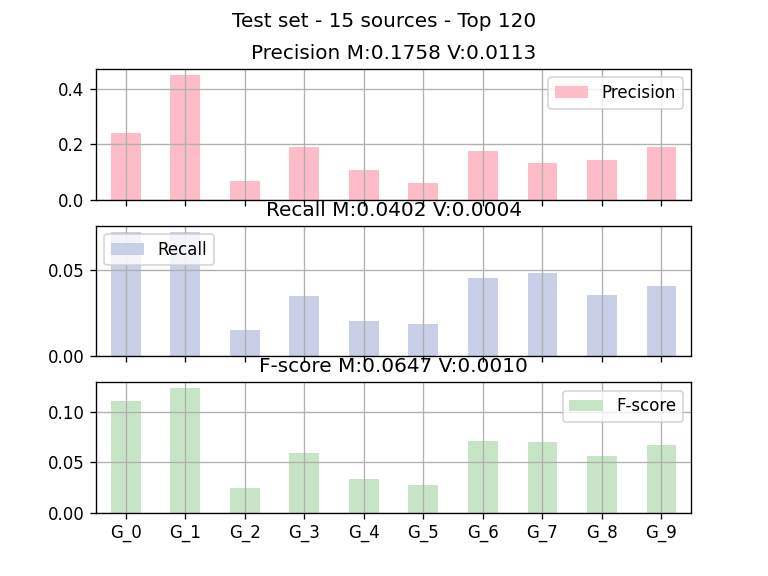 Test set - 15 sources - Top 120
Precision M:0.1758 V:0.0113
0.4
0.2
0.0
Precision
Recall M:0.0402 V:0.0004
0.05
0.00
Recall
F-score M:0.0647 V:0.0010
0.10
0.05
0.00
F-score
G_0 G_1 G_2 G_3 G_4 G_5 G_6 G_7 G_8 G_9